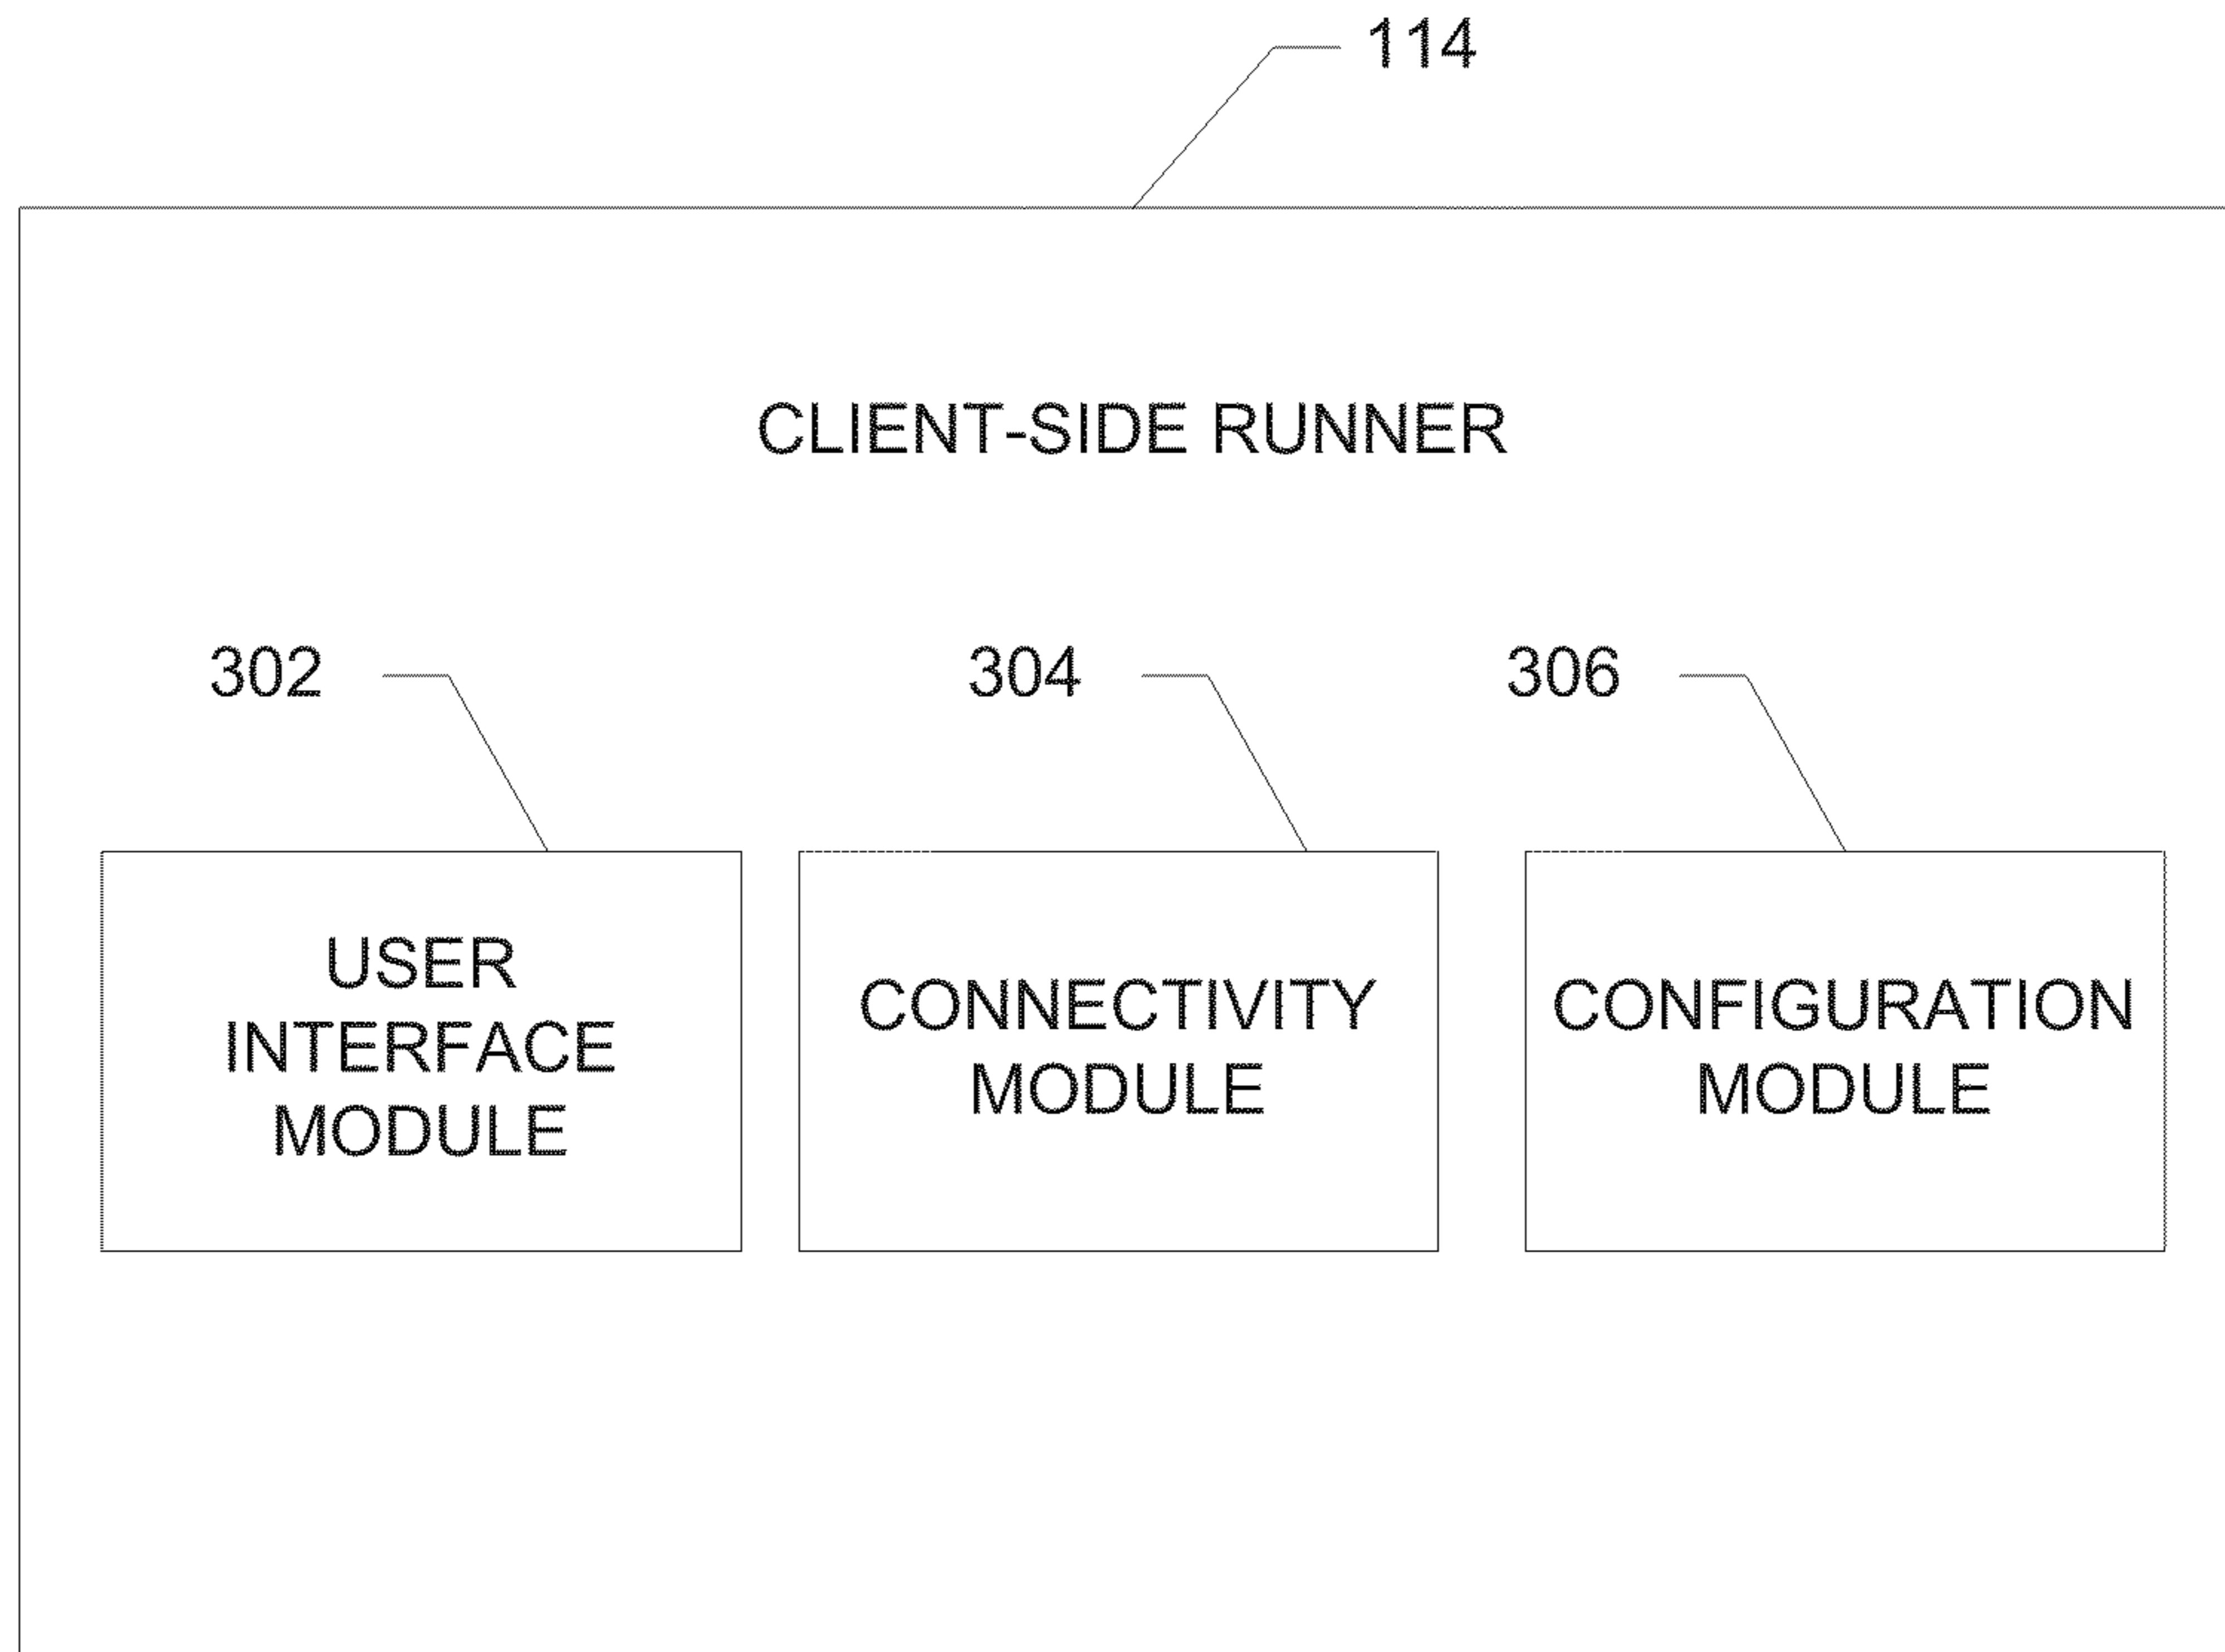 114
CLIENT-SIDE RUNNER
302
304
306
USER
INTERFACE
MODULE
CONNECTIVITY
MODULE
CONFIGURATION
MODULE